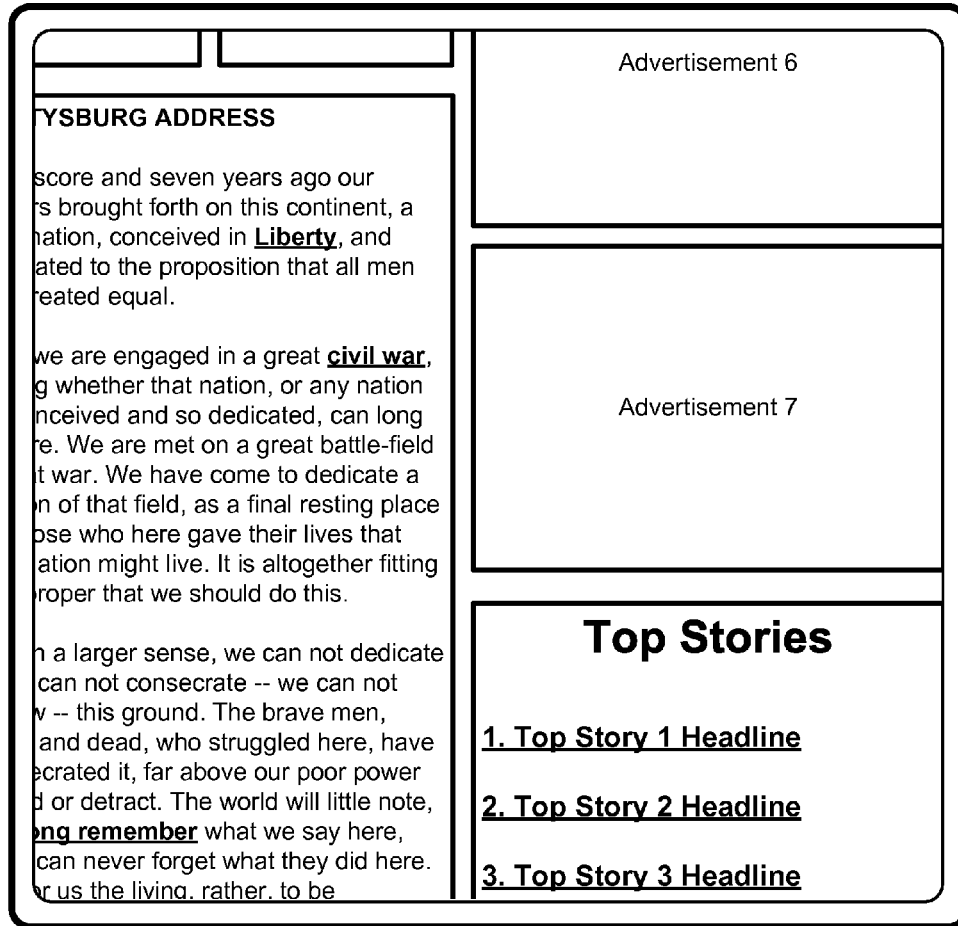 TYSBURG ADDRESS
score and seven years ago our
rs brought forth on this continent, a
nation, conceived in Liberty, and
ated to the proposition that all men
reated equal.
we are engaged in a great civil war,
g whether that nation, or any nation
nceived and so dedicated, can long
re. We are met on a great battle-field
t war. We have come to dedicate a
n of that field, as a final resting place
ose who here gave their lives that
ation might live. It is altogether fitting
proper that we should do this.
n a larger sense, we can not dedicate
can not consecrate -- we can not
w -- this ground. The brave men,
and dead, who struggled here, have
ecrated it, far above our poor power
d or detract. The world will little note,
ong remember what we say here,
can never forget what they did here.
or us the living, rather, to be
Advertisement 6
Advertisement 7
Top Stories
1. Top Story 1 Headline
2. Top Story 2 Headline
3. Top Story 3 Headline